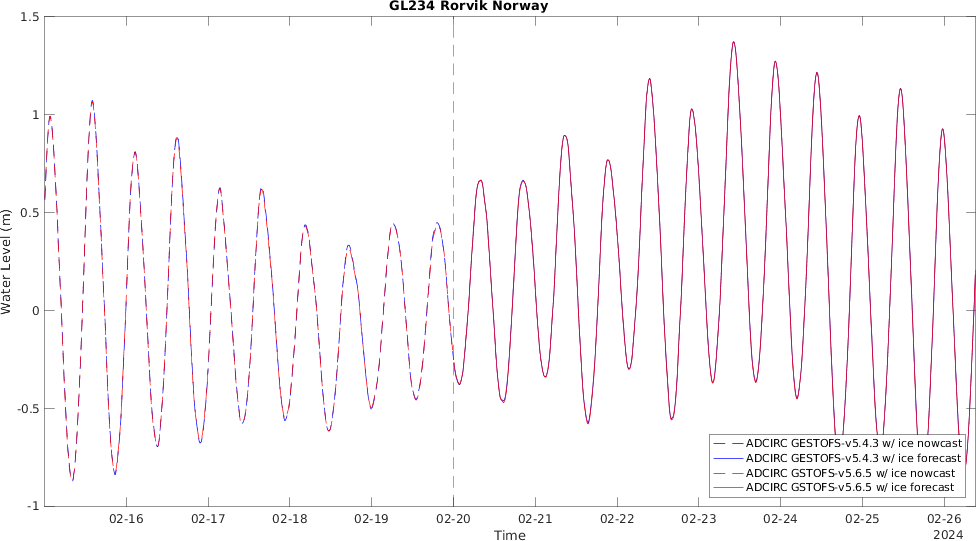 GL234 Rorvik Norway
1.5
1
0.5
0
-0.5
-1
Water Level (m)
02-16
02-17
02-18
02-19
02-20
02-21
02-22
02-23
02-24
02-25
02-26
Time
2024
ADCIRC GESTOFS-v5.4.3 w/ ice nowcast
ADCIRC GESTOFS-v5.4.3 w/ ice forecast
ADCIRC GSTOFS-v5.6.5 w/ ice nowcast
ADCIRC GSTOFS-v5.6.5 w/ ice forecast